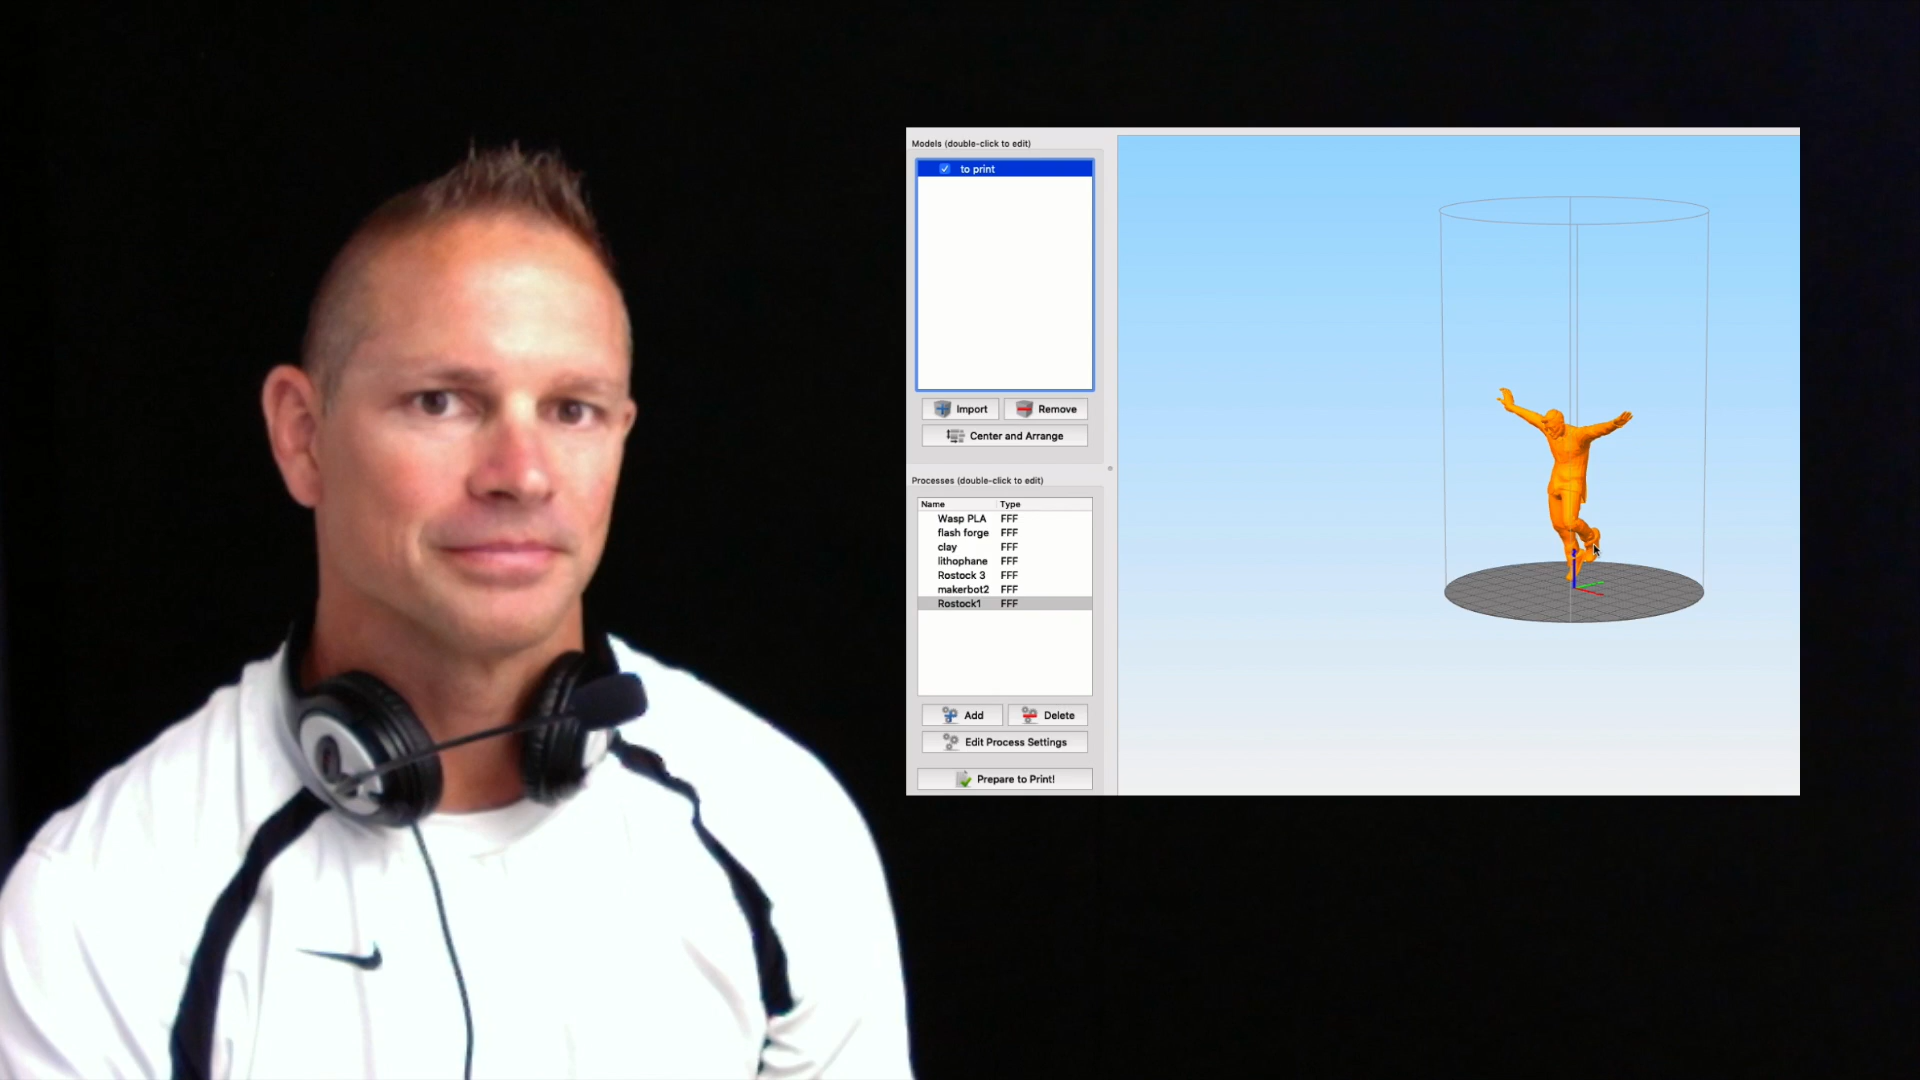 Models (double-click to edit)
to print
Import Remove
Center and Arrange
Processes (double-click to edit)
Name Type
Wasp PLA FFF
flash forge FFF
clay FFF
lithophane FFF
Rostock 3 FFF
makerbot2 FFF
Rostock1 FFF
Add Delete
Edit Process Settings
Prepare to Print!